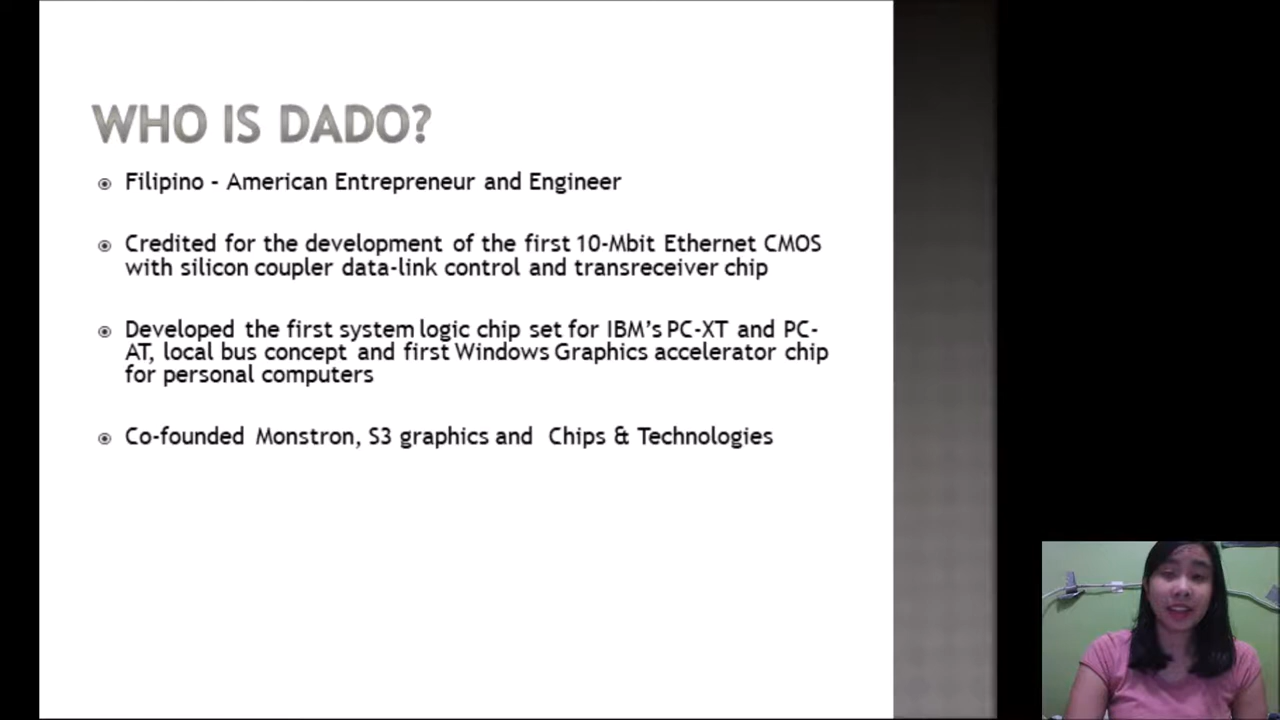 WHO IS DADO?
Filipino - American Entrepreneur and Engineer
Credited for the development of the first 10-Mbit Ethernet CMOS
with silicon coupler data-link control and transreceiver chip
Developed the first system logic chip set for IBM's PC-XT and PC-
AT, local bus concept and first Windows Graphics accelerator chip
for personal computers
Co-founded Monstron, S3 graphics and Chips & Technologies